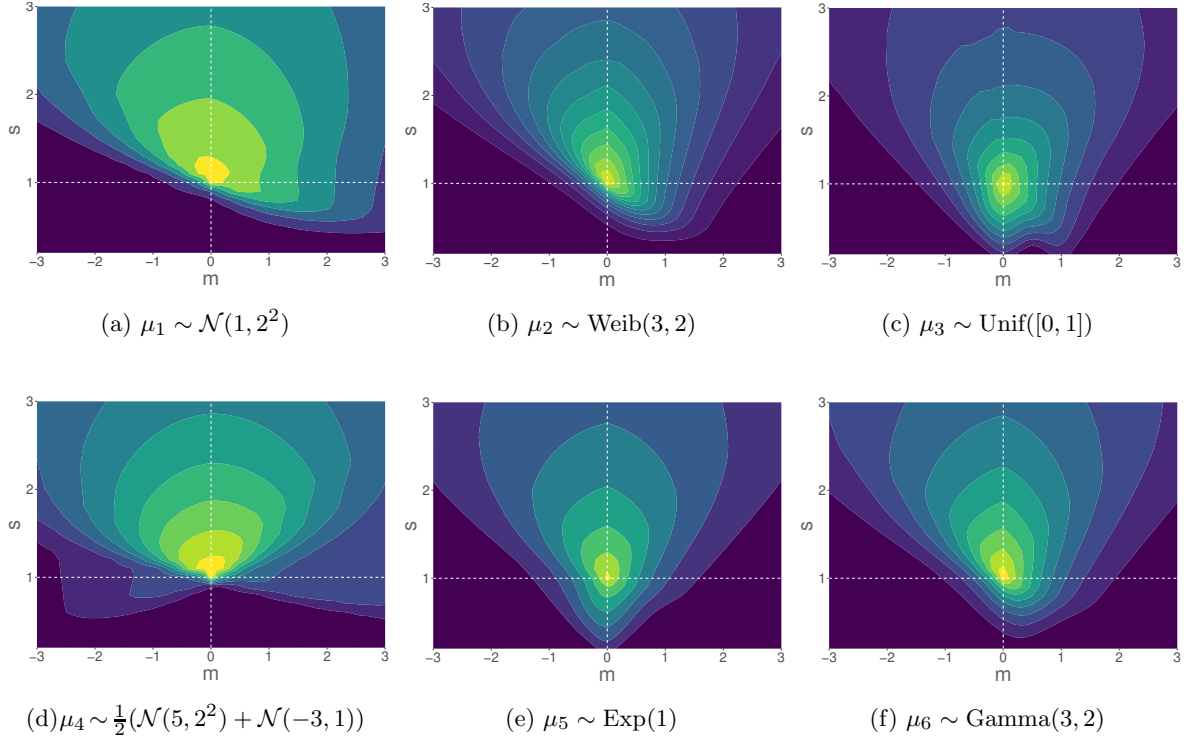 3
2
1
s
−3 −2 −1 0 1 2 3
m
(a) μ₁ ∼ 𝒩(1, 2²)
3
2
1
s
−3 −2 −1 0 1 2 3
m
(b) μ₂ ∼ Weib(3, 2)
3
2
1
s
−3 −2 −1 0 1 2 3
m
(c) μ₃ ∼ Unif([0, 1])
3
2
1
s
−3 −2 −1 0 1 2 3
m
(d)μ₄ ∼ ½(𝒩(5, 2²) + 𝒩(−3, 1))
3
2
1
s
−3 −2 −1 0 1 2 3
m
(e) μ₅ ∼ Exp(1)
3
2
1
s
−3 −2 −1 0 1 2 3
m
(f) μ₆ ∼ Gamma(3, 2)